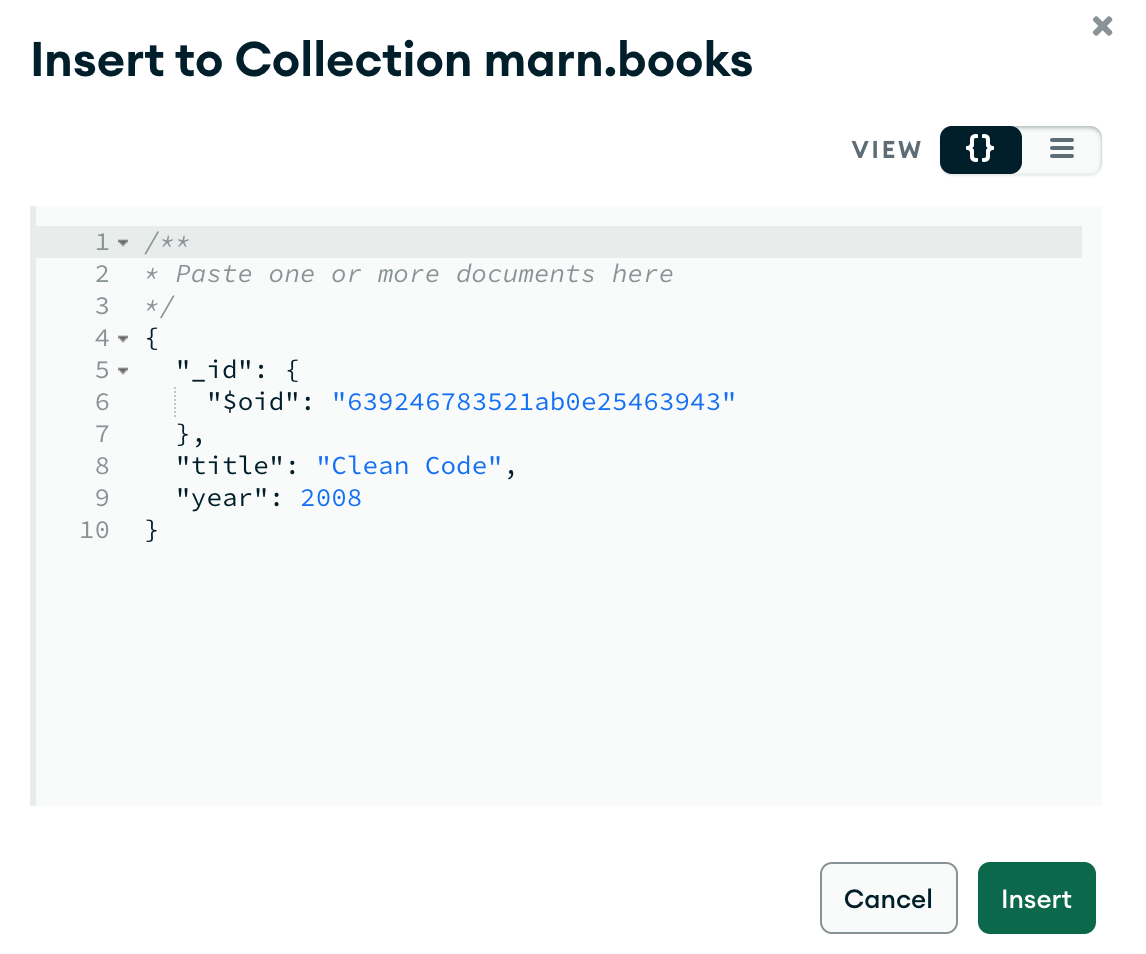 Insert to Collection marn.books
VIEW {}
1 /**
2 * Paste one or more documents here
3 */
4 {
5 "_id": {
6 "$oid": "639246783521ab0e25463943"
7 },
8 "title": "Clean Code",
9 "year": 2008
10 }
Cancel Insert